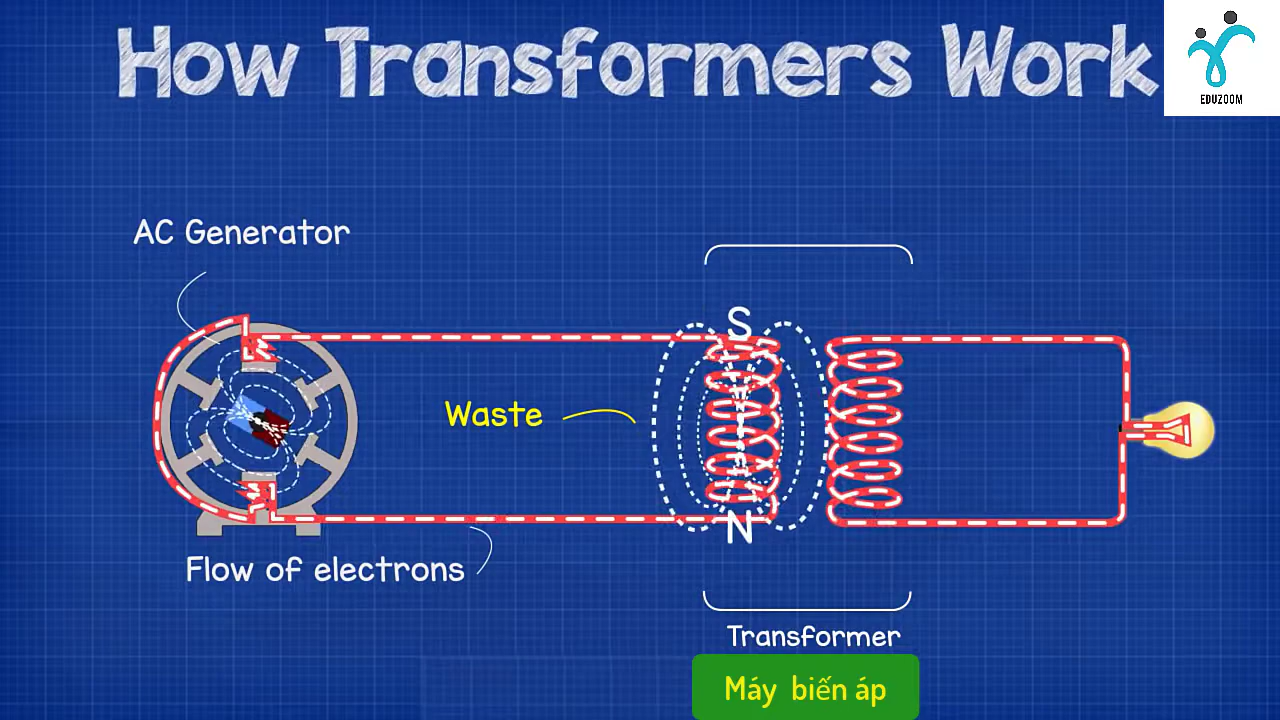 How Transformers Work
EDUZOOM
AC Generator
S
Waste
N
Flow of electrons
Transformer
Máy biến áp